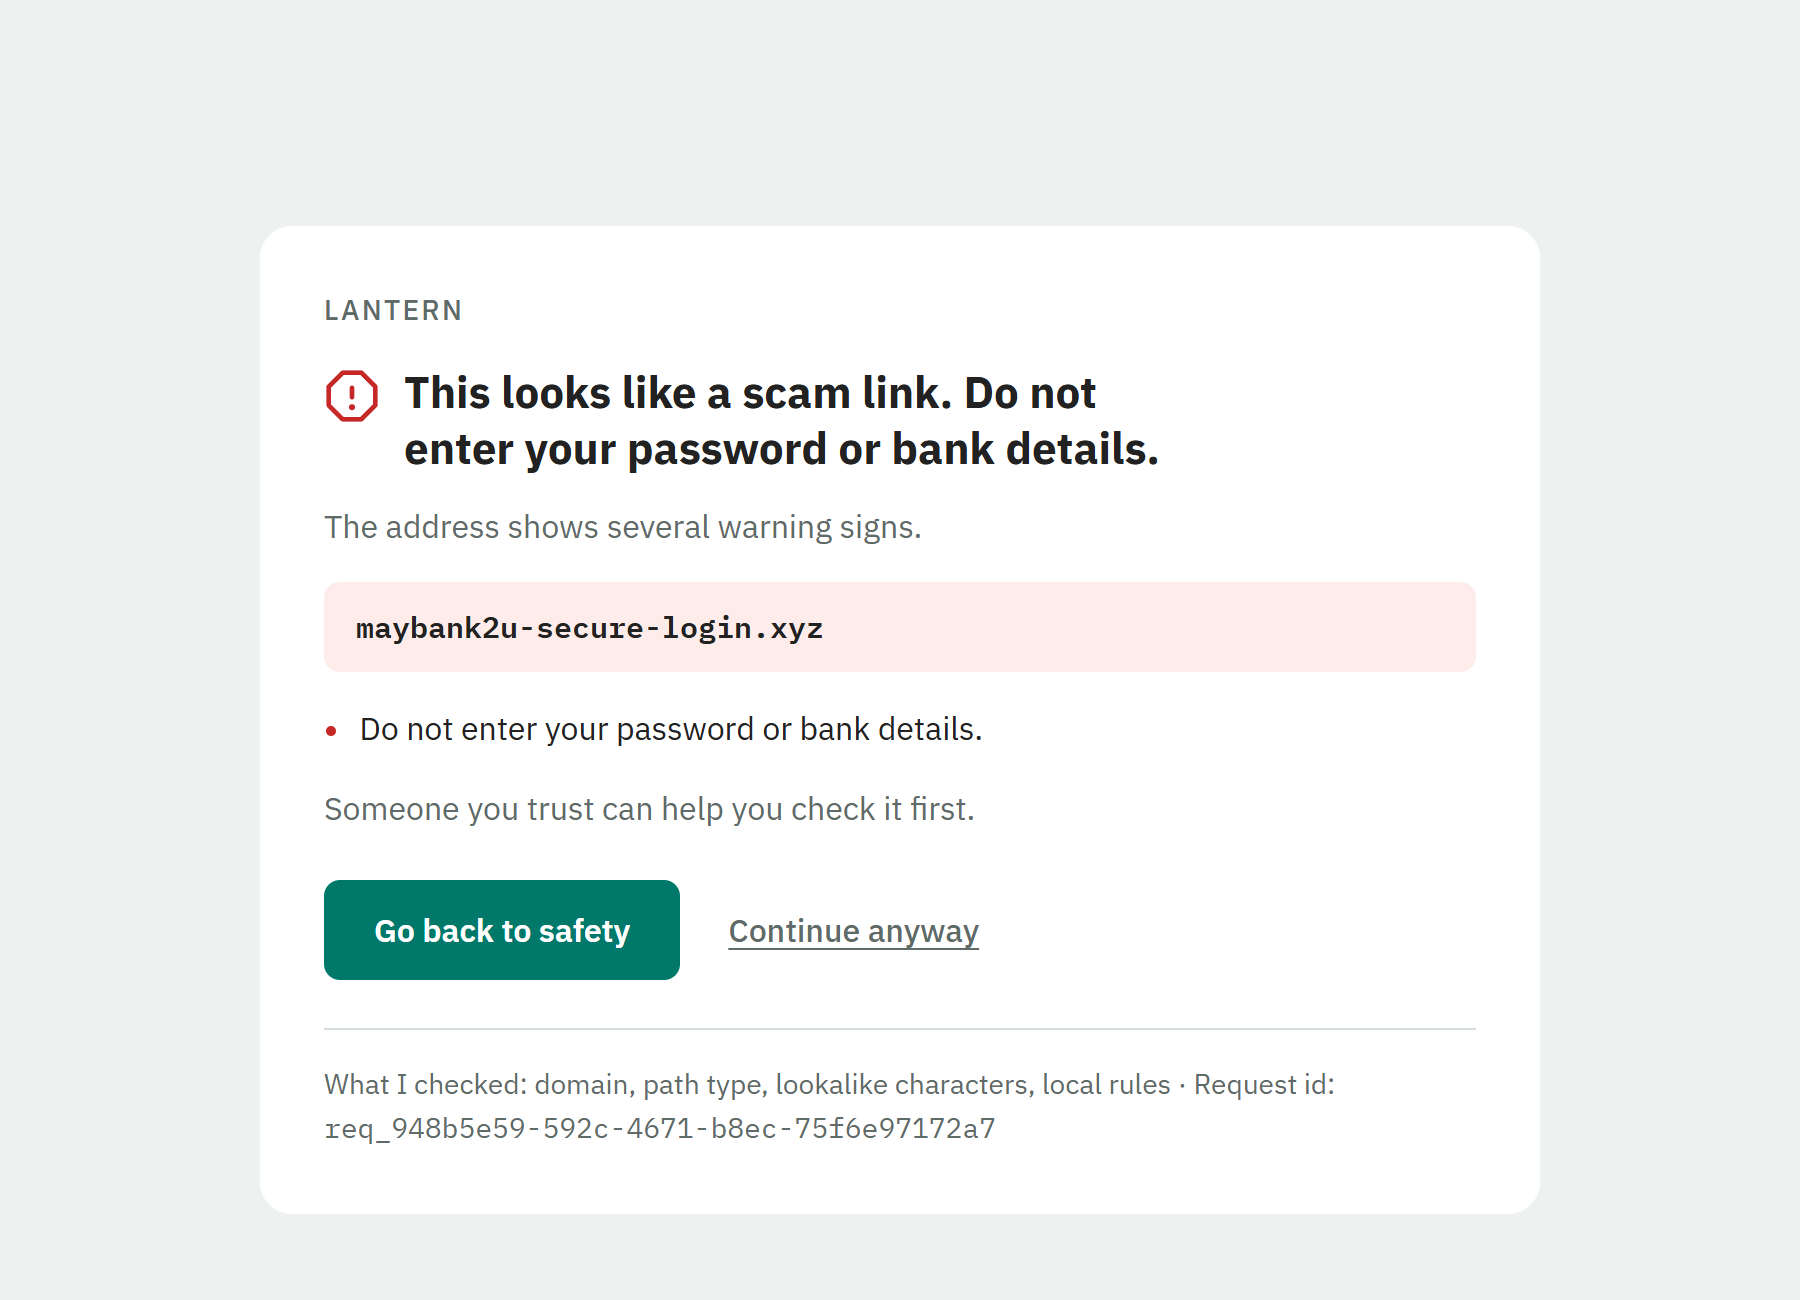 LANTERN
This looks like a scam link. Do not
enter your password or bank details.
The address shows several warning signs.
maybank2u-secure-login.xyz
• Do not enter your password or bank details.
Someone you trust can help you check it first.
Go back to safety
Continue anyway
What I checked: domain, path type, lookalike characters, local rules · Request id:
req_948b5e59-592c-4671-b8ec-75f6e97172a7